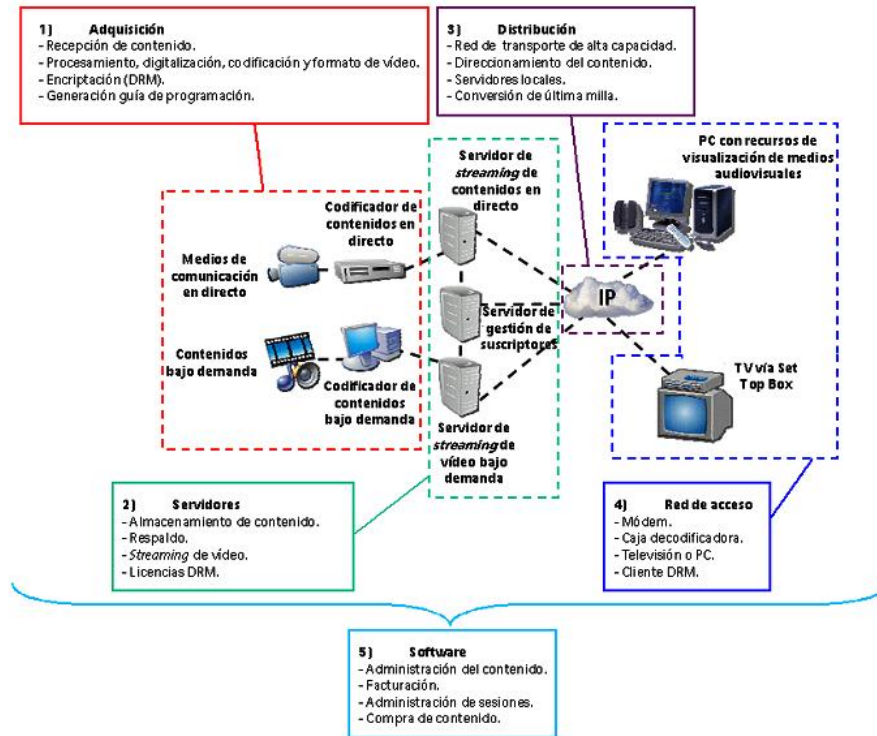 1) Adquisición
- Recepción de contenido.
- Procesamiento, digitalización, codificación y formato de vídeo.
- Encriptación (DRM).
- Generación guía de programación.
3) Distribución
- Red de transporte de alta capacidad.
- Direccionamiento del contenido.
- Servidores locales.
- Conversión de última milla.
PC con recursos de
visualización de medios
audiovisuales
Servidor de
streaming de
contenidos en
directo
Codificador de
contenidos en
directo
Medios de
comunicación
en directo
IP
Servidor
de gestión de
suscriptores
Contenidos
bajo demanda
Codificador de
contenidos
bajo demanda
TV vía Set
Top Box
Servidor de
streaming de
vídeo bajo
demanda
2) Servidores
- Almacenamiento de contenido.
- Respaldo.
- Streaming de vídeo.
- Licencias DRM.
4) Red de acceso
- Módem.
- Caja decodificadora.
- Televisión o PC.
- Cliente DRM.
5) Software
- Administración del contenido.
- Facturación.
- Administración de sesiones.
- Compra de contenido.